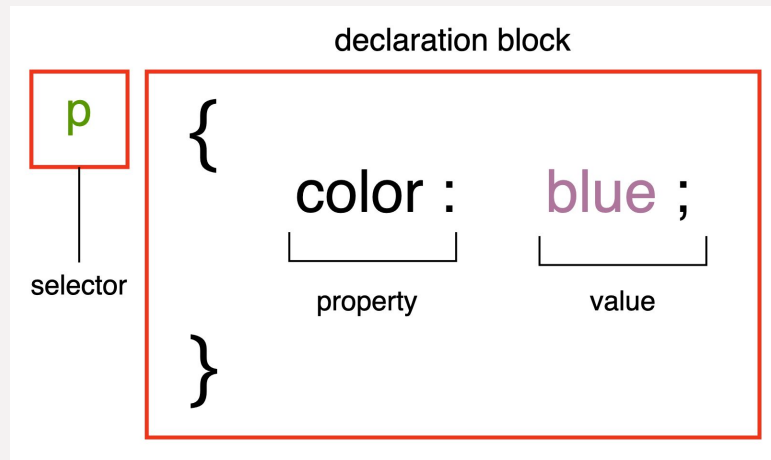 declaration block
p
{
color : blue ;
selector
property value
}